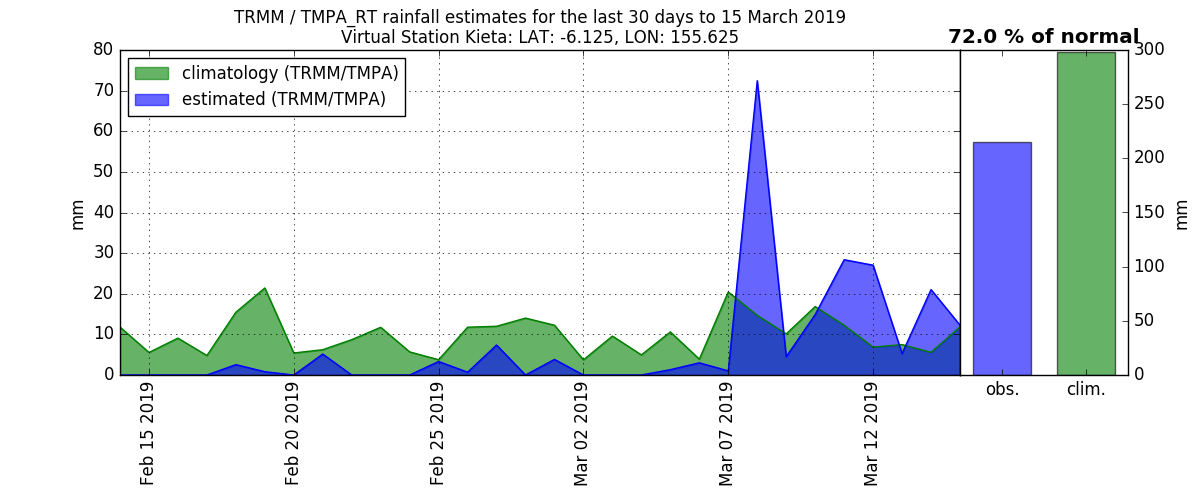 TRMM / TMPA_RT rainfall estimates for the last 30 days to 15 March 2019
Virtual Station Kieta: LAT: -6.125, LON: 155.625
72.0 % of normal
climatology (TRMM/TMPA)
estimated (TRMM/TMPA)
mm
80
70
60
50
40
30
20
10
0
Feb 15 2019
Feb 20 2019
Feb 25 2019
Mar 02 2019
Mar 07 2019
Mar 12 2019
obs.
clim.
300
250
200
150
100
50
0
mm